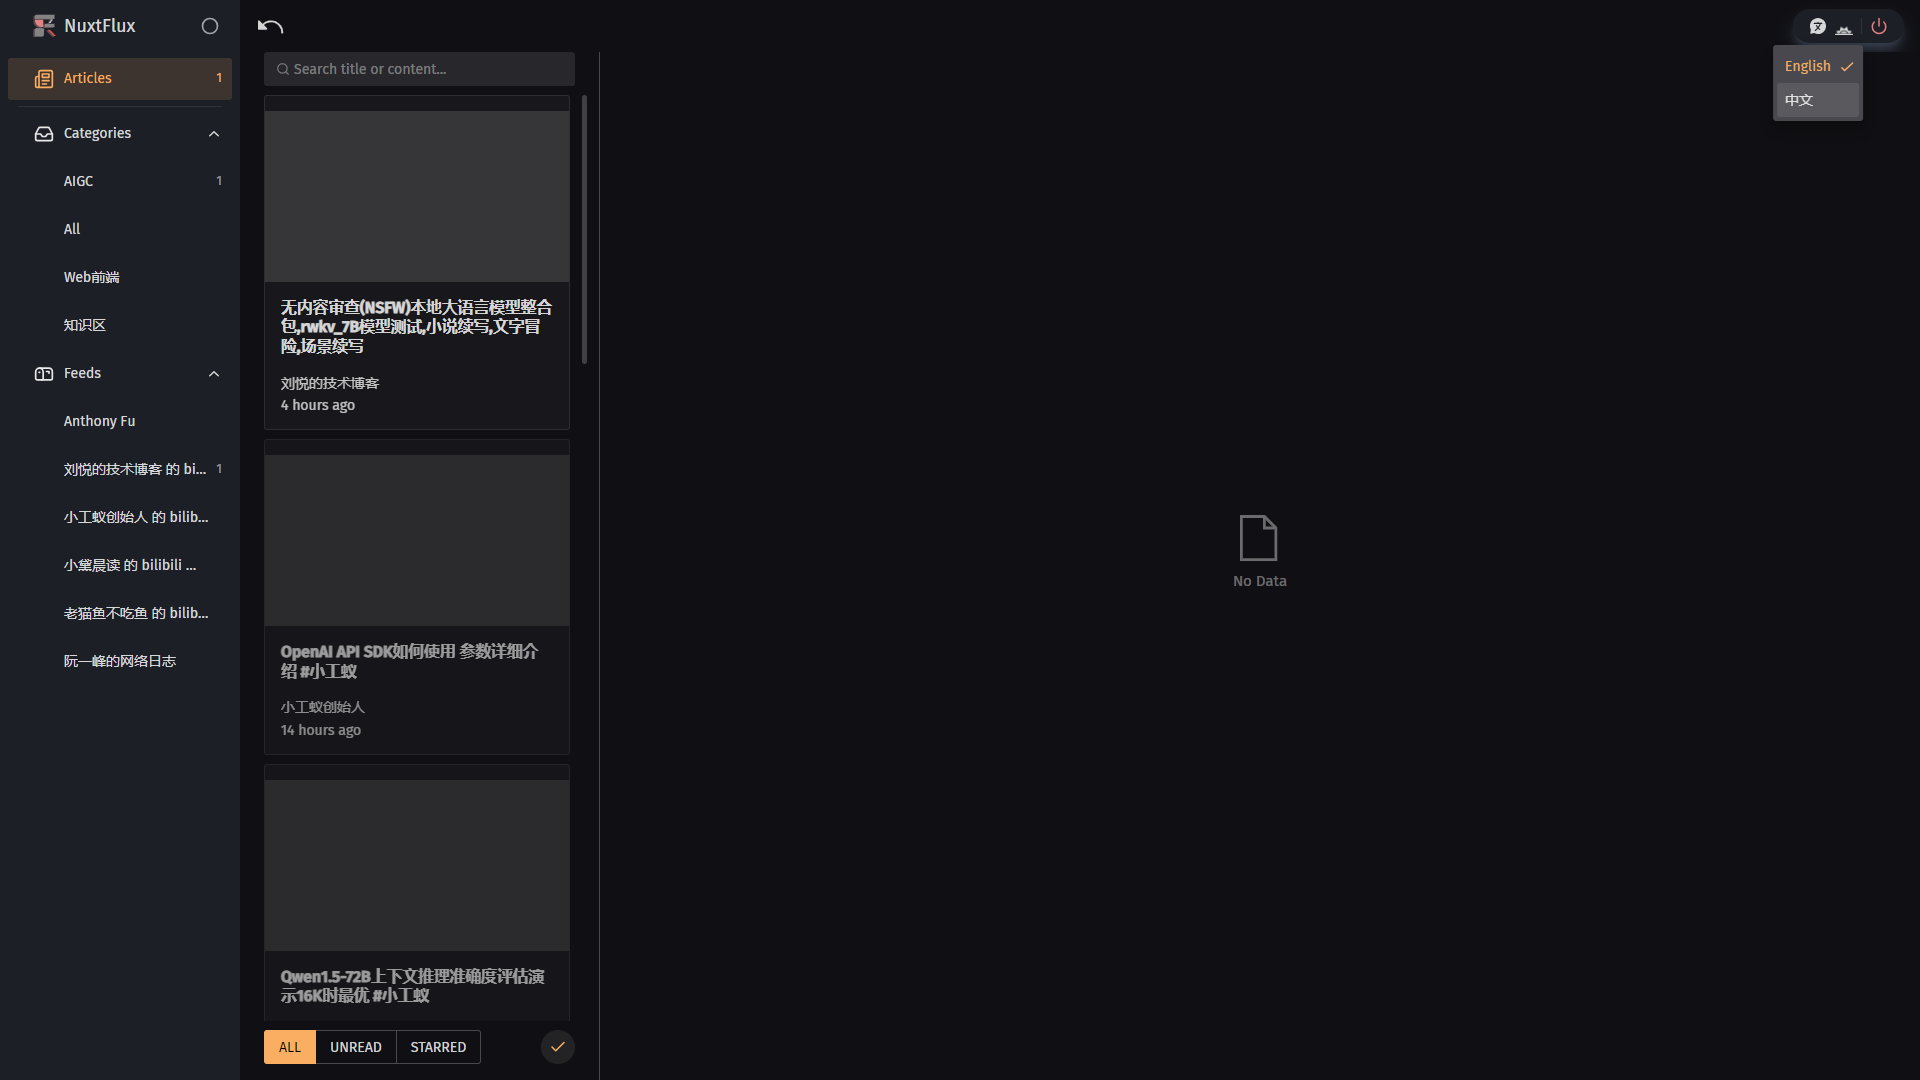 NuxtFlux
Articles 1
Categories
AIGC 1
All
Web前端
知识区
Feeds
Anthony Fu
刘悦的技术博客 的 bi... 1
小工蚁创始人 的 bilib...
小黛晨读 的 bilibili ...
老猫鱼不吃鱼 的 bilib...
阮一峰的网络日志
Search title or content...
无内容审查(NSFW)本地大语言模型整合
包,rwkv_7B模型测试,小说续写,文字冒
险,场景续写
刘悦的技术博客
4 hours ago
OpenAI API SDK如何使用 参数详细介
绍 #小工蚁
小工蚁创始人
14 hours ago
Qwen1.5-72B上下文推理准确度评估演
示16K时最优 #小工蚁
ALL UNREAD STARRED
No Data
English
中文